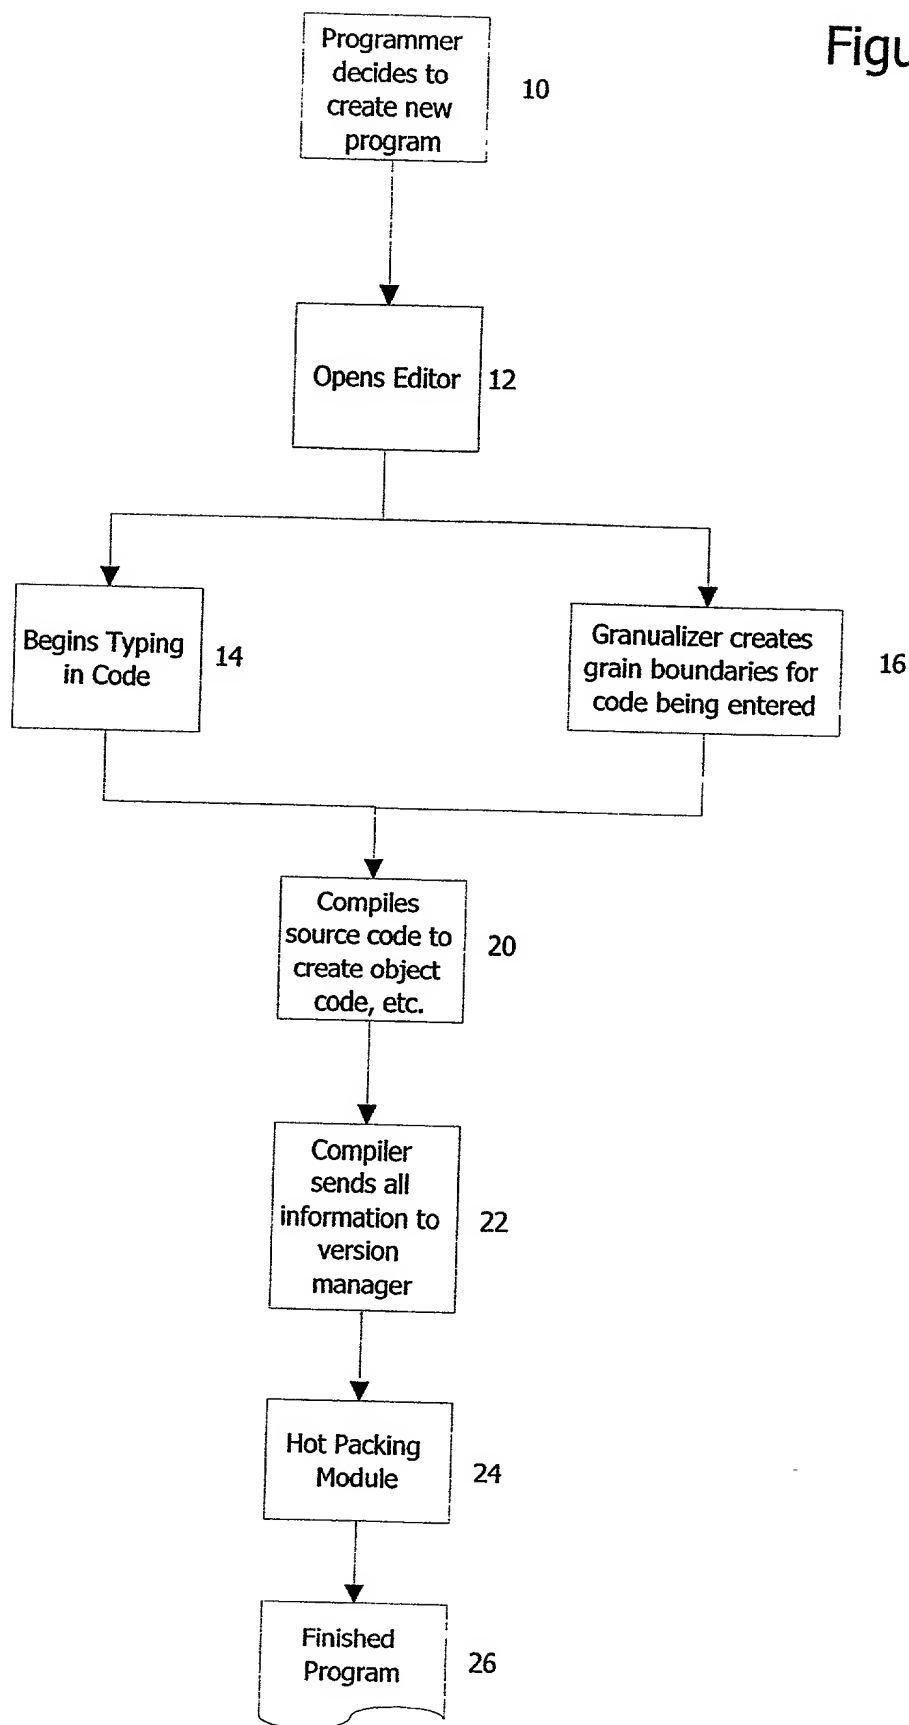 Figu
Programmer
decides to
create new
program
10
Opens Editor
12
Begins Typing
in Code
14
Granualizer creates
grain boundaries for
code being entered
16
Compiles
source code to
create object
code, etc.
20
Compiler
sends all
information to
version
manager
22
Hot Packing
Module
24
Finished
Program
26